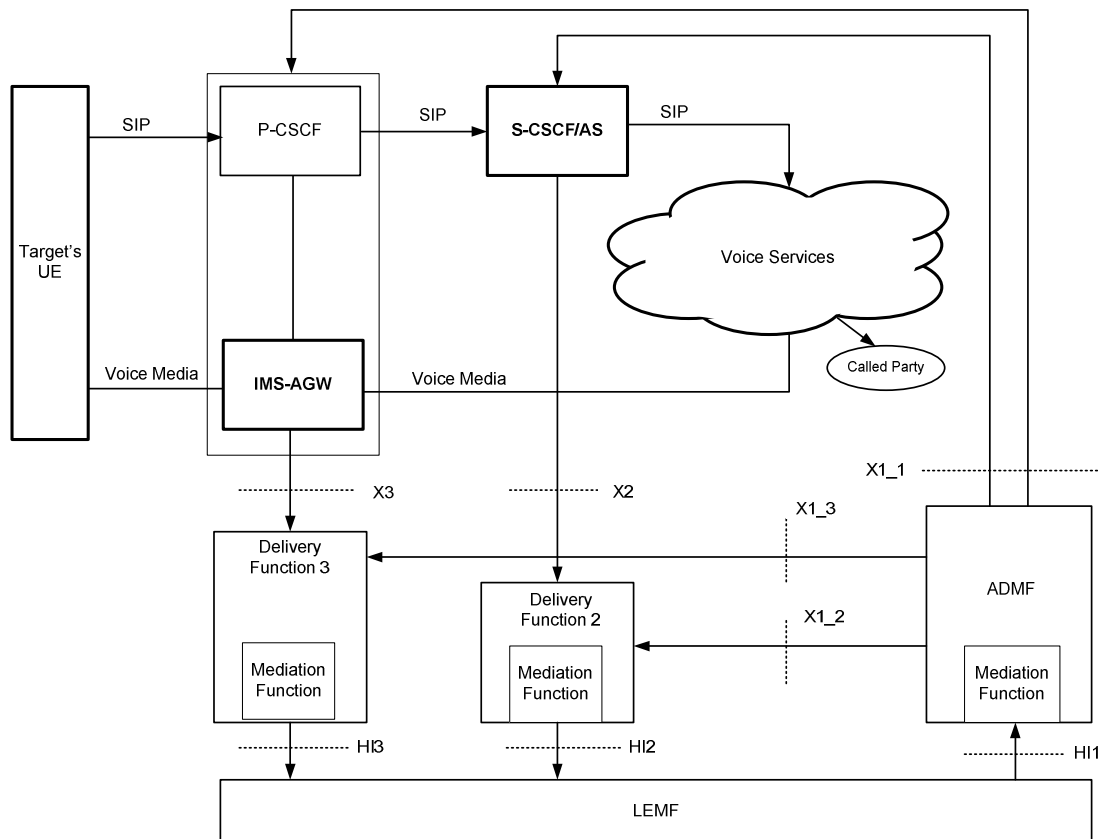 SIP
P-CSCF
SIP
S-CSCF/AS
SIP
Target's
UE
Voice Services
Voice Media
IMS-AGW
Voice Media
Called Party
X1_1
X3
X2
X1_3
Delivery
Function 3
ADMF
Delivery
Function 2
X1_2
Mediation
Function
Mediation
Function
Mediation
Function
HI3
HI2
HI1
LEMF